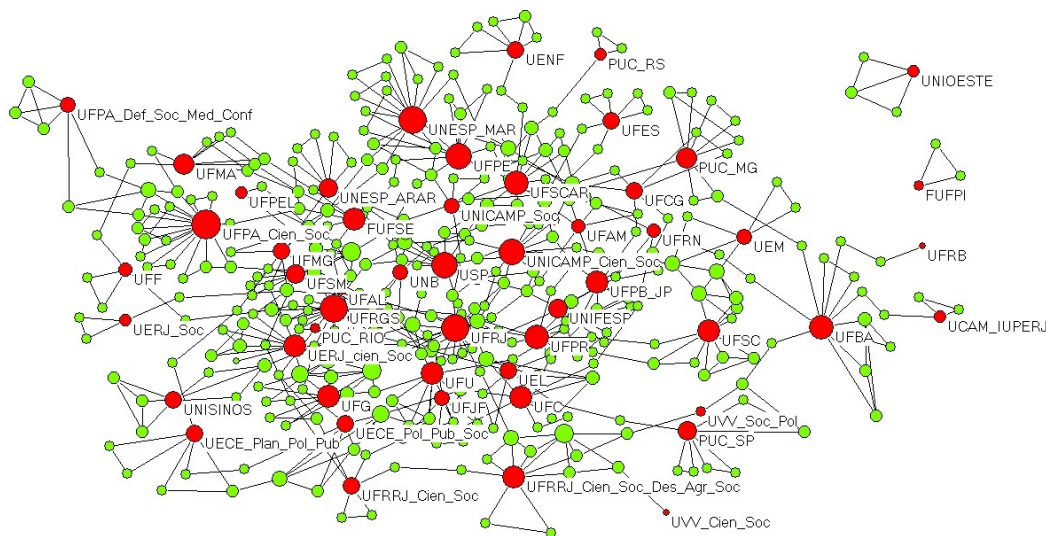 ENF
PUC_RS
UNIOESTE
UFPA_Def_Soc_Med_Conf
UNESP_MAR
UFES
UFPE
PUC_MG
UFMA
FUFPI
UFPEL
UNESP_ARAR
UFSCAR
UFCG
UNICAMP_Soc
UFPA_Cien_Soc
FUFSE
UFAM
UFRN
UEM
UFRB
UFMG
UNICAMP_Cien_Soc
UFF
UFSM
UNB
USP
UFPB_JP
UFAL
UFRGS
UNIFESP
UCAM_IUPERJ
UERJ_Soc
PUC_RIO
UFRJ
UFPR
UFSC
UFBA
UERJ_cien_Soc
UFU
UEL
UNISINOS
UFG
UFJF
UFC
UVV_Soc_Pol
UECE_Plan_Pol_Pub
UECE_Pol_Pub_Soc
PUC_SP
UFRRJ_Cien_Soc
UFRRJ_Cien_Soc_Des_Agr_Soc
UVV_Cien_Soc